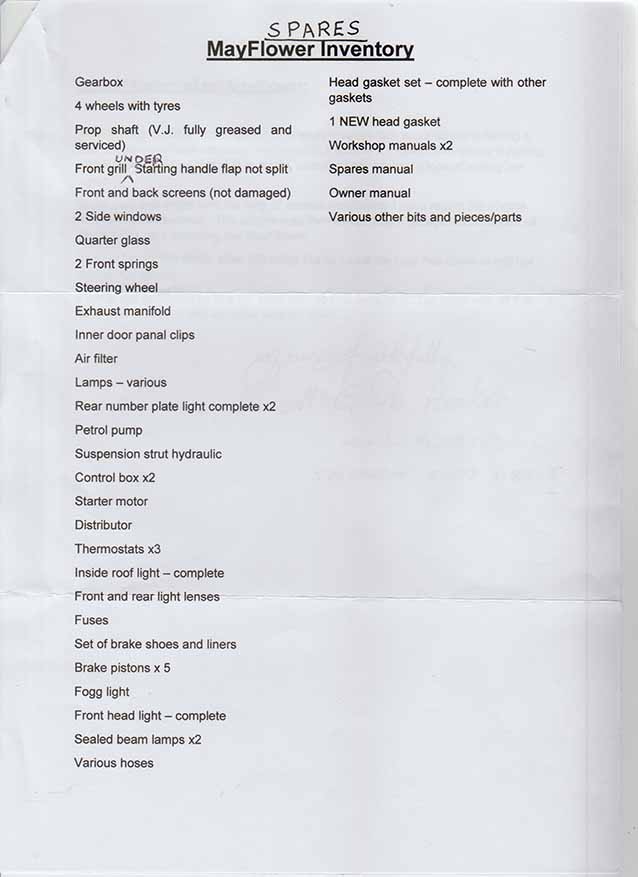 SPARES
MayFlower Inventory
Gearbox
4 wheels with tyres
Prop shaft (V.J. fully greased and
serviced)
UNDER
Front grill Starting handle flap not split
Front and back screens (not damaged)
2 Side windows
Quarter glass
2 Front springs
Steering wheel
Exhaust manifold
Inner door panal clips
Air filter
Lamps – various
Rear number plate light complete x2
Petrol pump
Suspension strut hydraulic
Control box x2
Starter motor
Distributor
Thermostats x3
Inside roof light – complete
Front and rear light lenses
Fuses
Set of brake shoes and liners
Brake pistons x 5
Fogg light
Front head light – complete
Sealed beam lamps x2
Various hoses
Head gasket set – complete with other
gaskets
1 NEW head gasket
Workshop manuals x2
Spares manual
Owner manual
Various other bits and pieces/parts